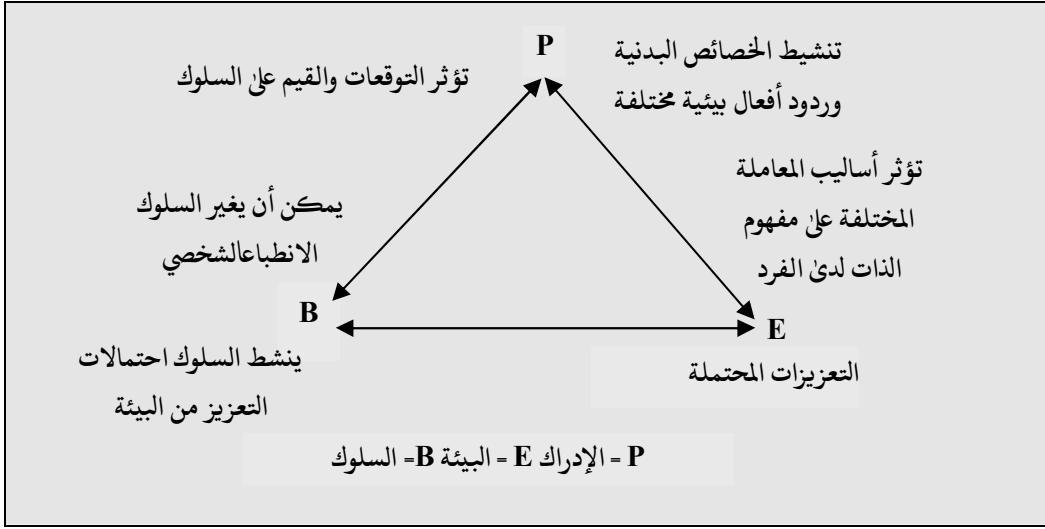 P
تنشيط الخصائص البدنية
وردود أفعال بيئية مختلفة
تؤثر التوقعات والقيم على السلوك
تؤثر أساليب المعاملة
المختلفة على مفهوم
الذات لدى الفرد
يمكن أن يغير السلوك
الانطباعالشخصي
B
E
ينشط السلوك احتمالات
التعزيز من البيئة
التعزيزات المحتملة
P - الإدراك E - البيئة B- السلوك